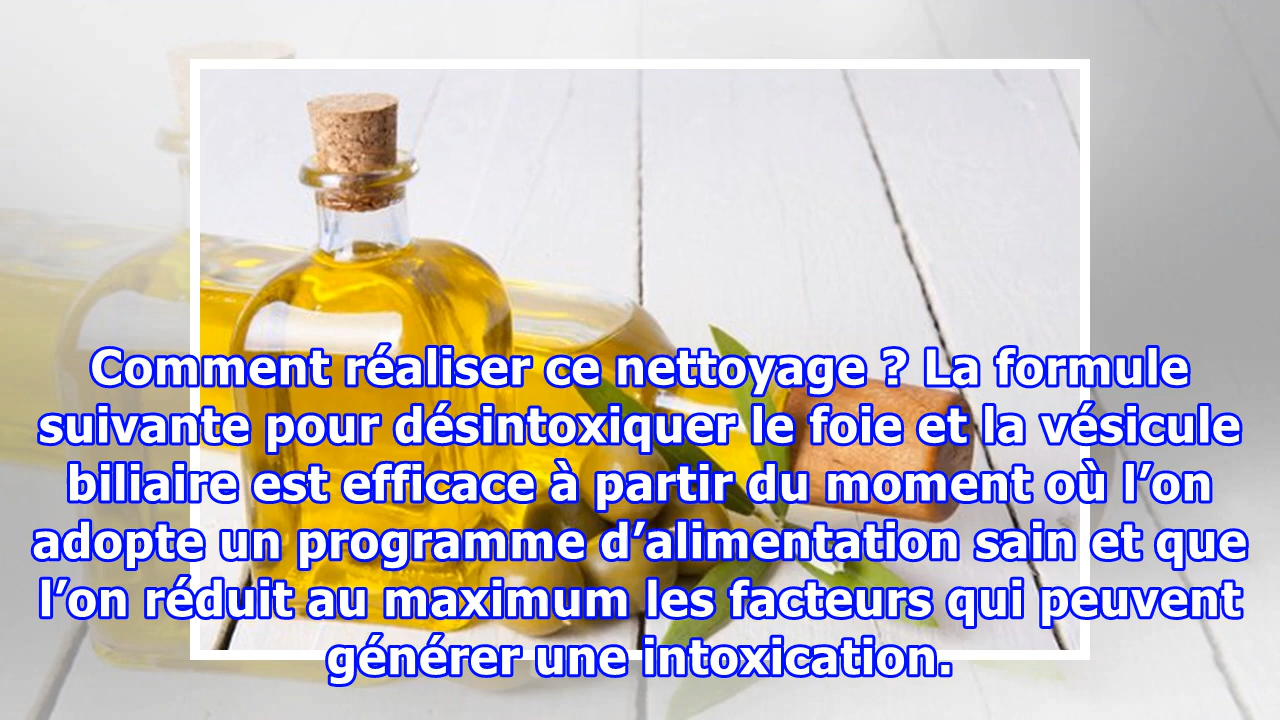 Comment réaliser ce nettoyage ? La formule
suivante pour désintoxiquer le foie et la vésicule
biliaire est efficace à partir du moment où l’on
adopte un programme d’alimentation sain et que
l’on réduit au maximum les facteurs qui peuvent
générer une intoxication.